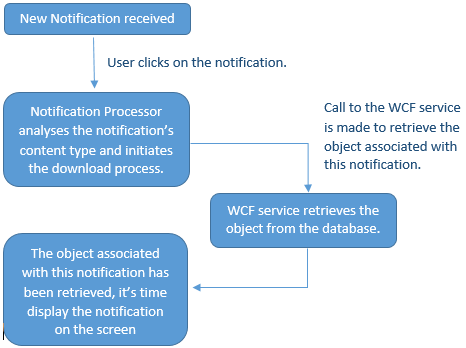 New Notification received
User clicks on the notification.
Notification Processor
analyses the notification's
content type and initiates
the download process.
Call to the WCF service
is made to retrieve the
object associated with
this notification.
WCF service retrieves the
object from the database.
The object associated
with this notification has
been retrieved, it's time
display the notification
on the screen